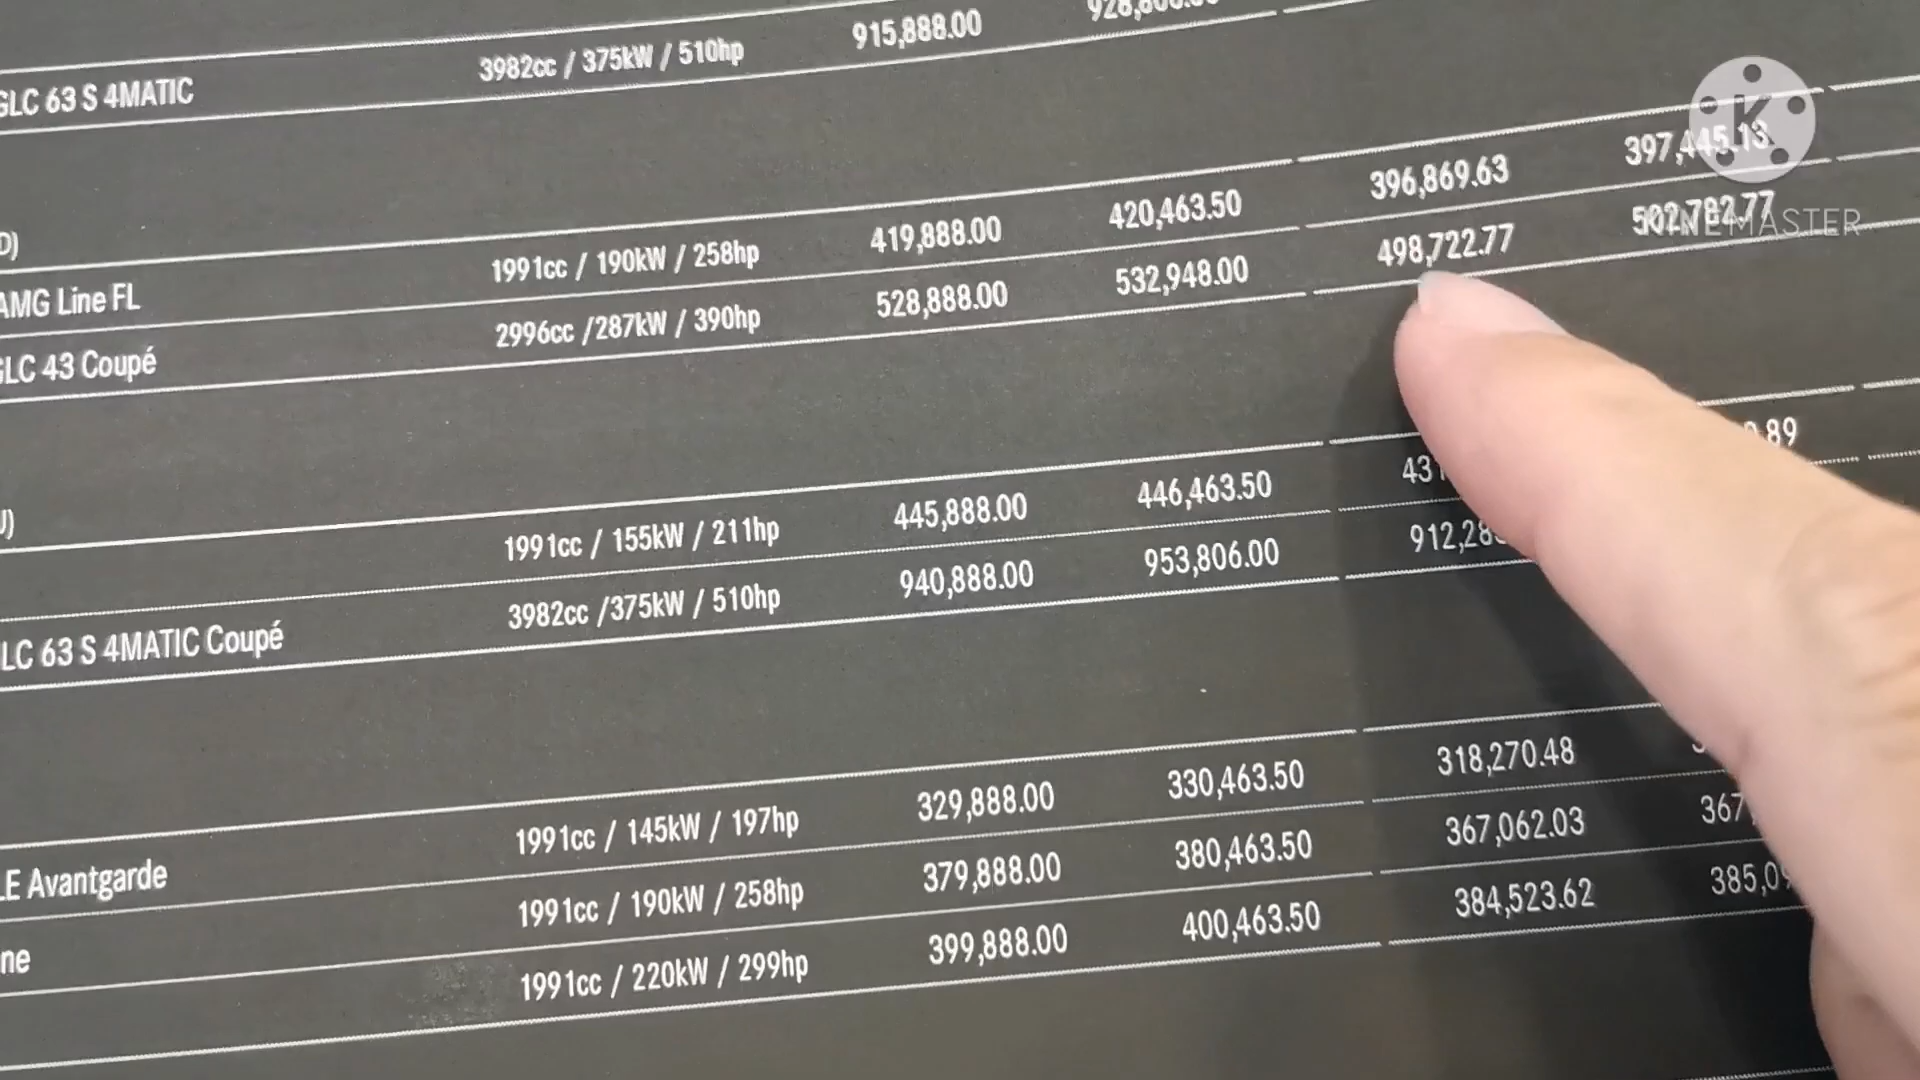 GLC 63 S 4MATIC 3982cc / 375kW / 510hp 915,888.00
AMG Line FL 1991cc / 190kW / 258hp 419,888.00 420,463.50 396,869.63 397,445.13
GLC 43 Coupé 2996cc /287kW / 390hp 528,888.00 532,948.00 498,722.77 502,782.77
1991cc / 155kW / 211hp 445,888.00 446,463.50
LC 63 S 4MATIC Coupé 3982cc /375kW / 510hp 940,888.00 953,806.00
LE Avantgarde 1991cc / 145kW / 197hp 329,888.00 330,463.50 318,270.48
ne 1991cc / 190kW / 258hp 379,888.00 380,463.50 367,062.03
1991cc / 220kW / 299hp 399,888.00 400,463.50 384,523.62
K
KINEMASTER